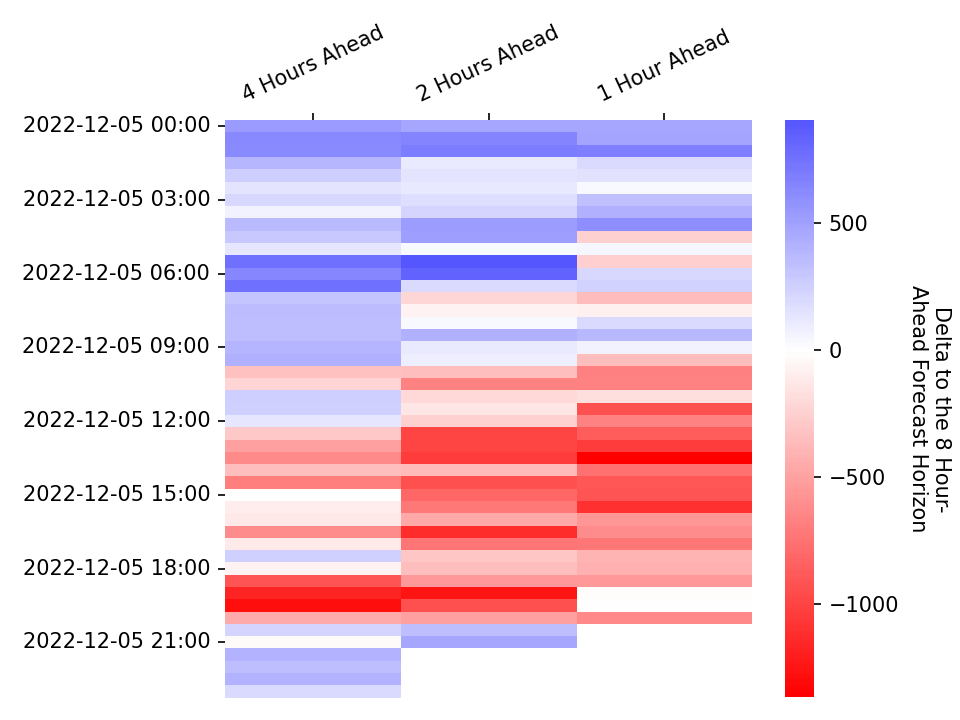 4 Hours Ahead
2 Hours Ahead
1 Hour Ahead
2022-12-05 00:00
2022-12-05 03:00
2022-12-05 06:00
2022-12-05 09:00
2022-12-05 12:00
2022-12-05 15:00
2022-12-05 18:00
2022-12-05 21:00
500
0
−500
−1000
Delta to the 8 Hour-
Ahead Forecast Horizon